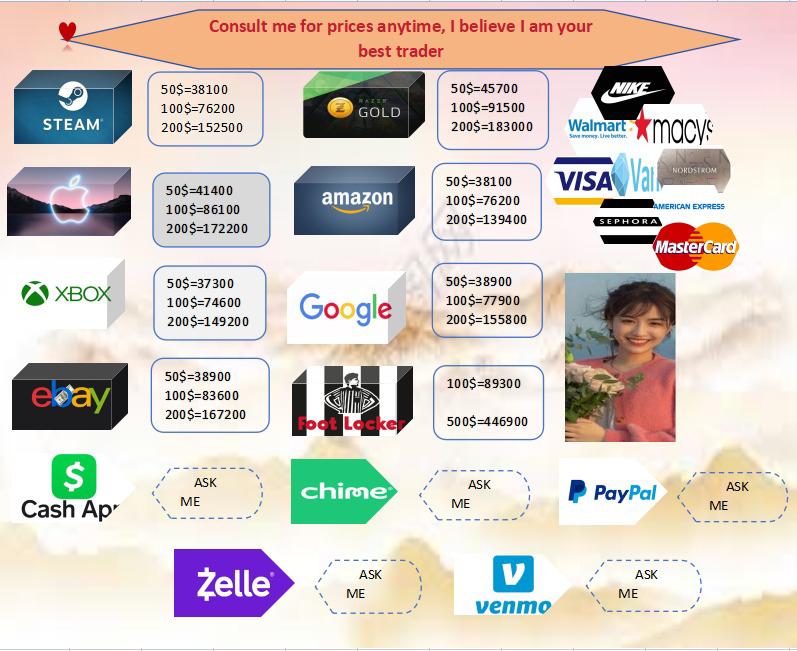 Consult me for prices anytime, I believe I am your
best trader
STEAM
50$=38100
100$=76200
200$=152500
RAZER
GOLD
50$=45700
100$=91500
200$=183000
NIKE
Walmart
Save money. Live better.
macys
50$=41400
100$=86100
200$=172200
amazon
50$=38100
100$=76200
200$=139400
VISA
NORDSTROM
AMERICAN EXPRESS
SEPHORA
MasterCard
XBOX
50$=37300
100$=74600
200$=149200
Google
50$=38900
100$=77900
200$=155800
ebay
50$=38900
100$=83600
200$=167200
Foot Locker
100$=89300
500$=446900
$
Cash App
ASK
ME
chime
ASK
ME
PayPal
ASK
ME
Zelle
ASK
ME
venmo
ASK
ME